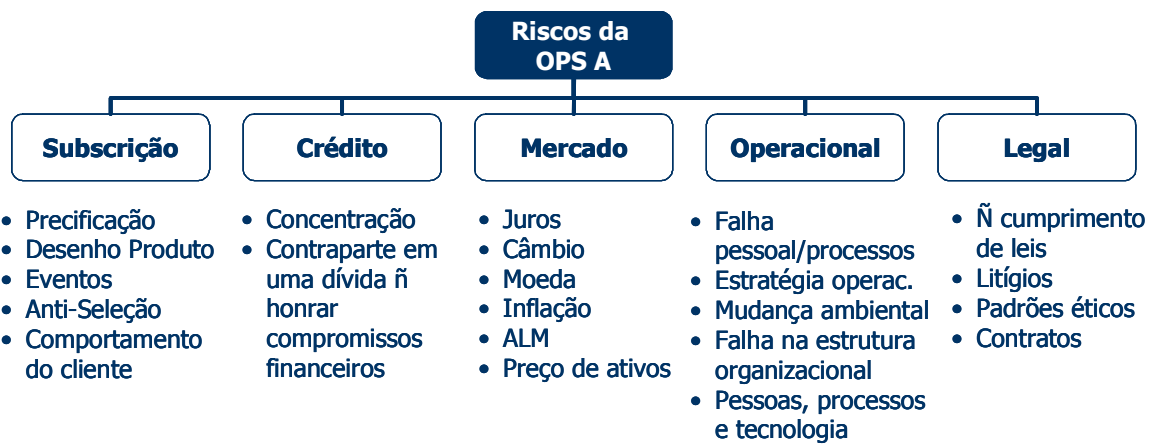 Riscos da
OPS A
Subscrição
Crédito
Mercado
Operacional
Legal
• Precificação
• Desenho Produto
• Eventos
• Anti-Seleção
• Comportamento
do cliente
• Concentração
• Contraparte em
uma dívida ñ
honrar
compromissos
financeiros
• Juros
• Câmbio
• Moeda
• Inflação
• ALM
• Preço de ativos
• Falha
pessoal/processos
• Estratégia operac.
• Mudança ambiental
• Falha na estrutura
organizacional
• Pessoas, processos
e tecnologia
• Ñ cumprimento
de leis
• Litígios
• Padrões éticos
• Contratos